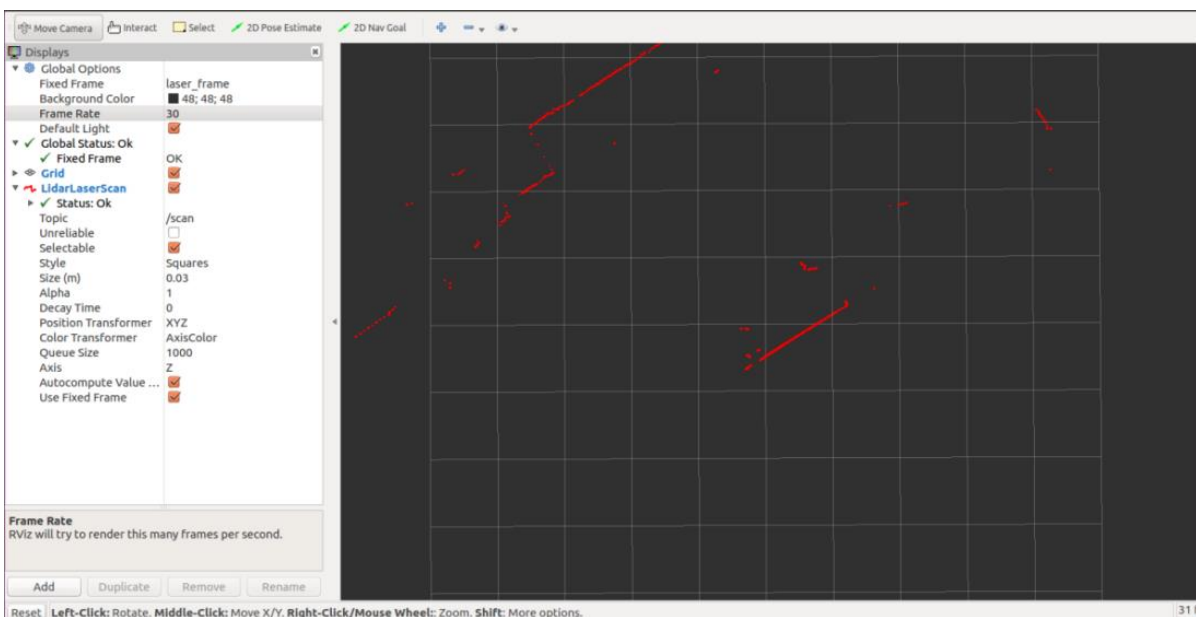 Move Camera Interact Select 2D Pose Estimate 2D Nav Goal
Displays
Global Options
Fixed Frame laser_frame
Background Color 48; 48; 48
Frame Rate 30
Default Light
Global Status: Ok
Fixed Frame OK
Grid
LidarLaserScan
Status: Ok
Topic /scan
Unreliable
Selectable
Style Squares
Size (m) 0.03
Alpha 1
Decay Time 0
Position Transformer XYZ
Color Transformer AxisColor
Queue Size 1000
Axis Z
Autocompute Value ...
Use Fixed Frame
Frame Rate
RViz will try to render this many frames per second.
Add Duplicate Remove Rename
Reset Left-Click: Rotate. Middle-Click: Move X/Y. Right-Click/Mouse Wheel:: Zoom. Shift: More options. 31